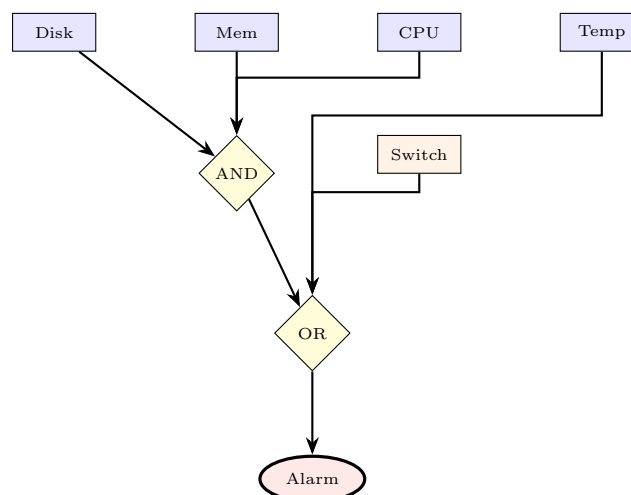 Disk
Mem
CPU
Temp
Switch
AND
OR
Alarm